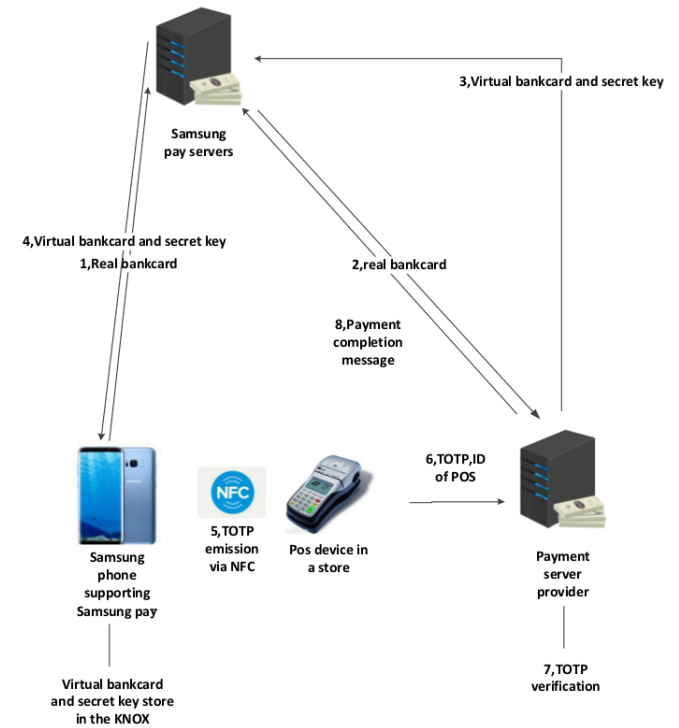 3,Virtual bankcard and secret key
Samsung
pay servers
4,Virtual bankcard and secret key
1,Real bankcard
2,real bankcard
8,Payment
completion
message
6,TOTP,ID
of POS
NFC
5,TOTP
emission
via NFC
Pos device in
a store
Samsung
phone
supporting
Samsung pay
Payment
server
provider
Virtual bankcard
and secret key store
in the KNOX
7,TOTP
verification